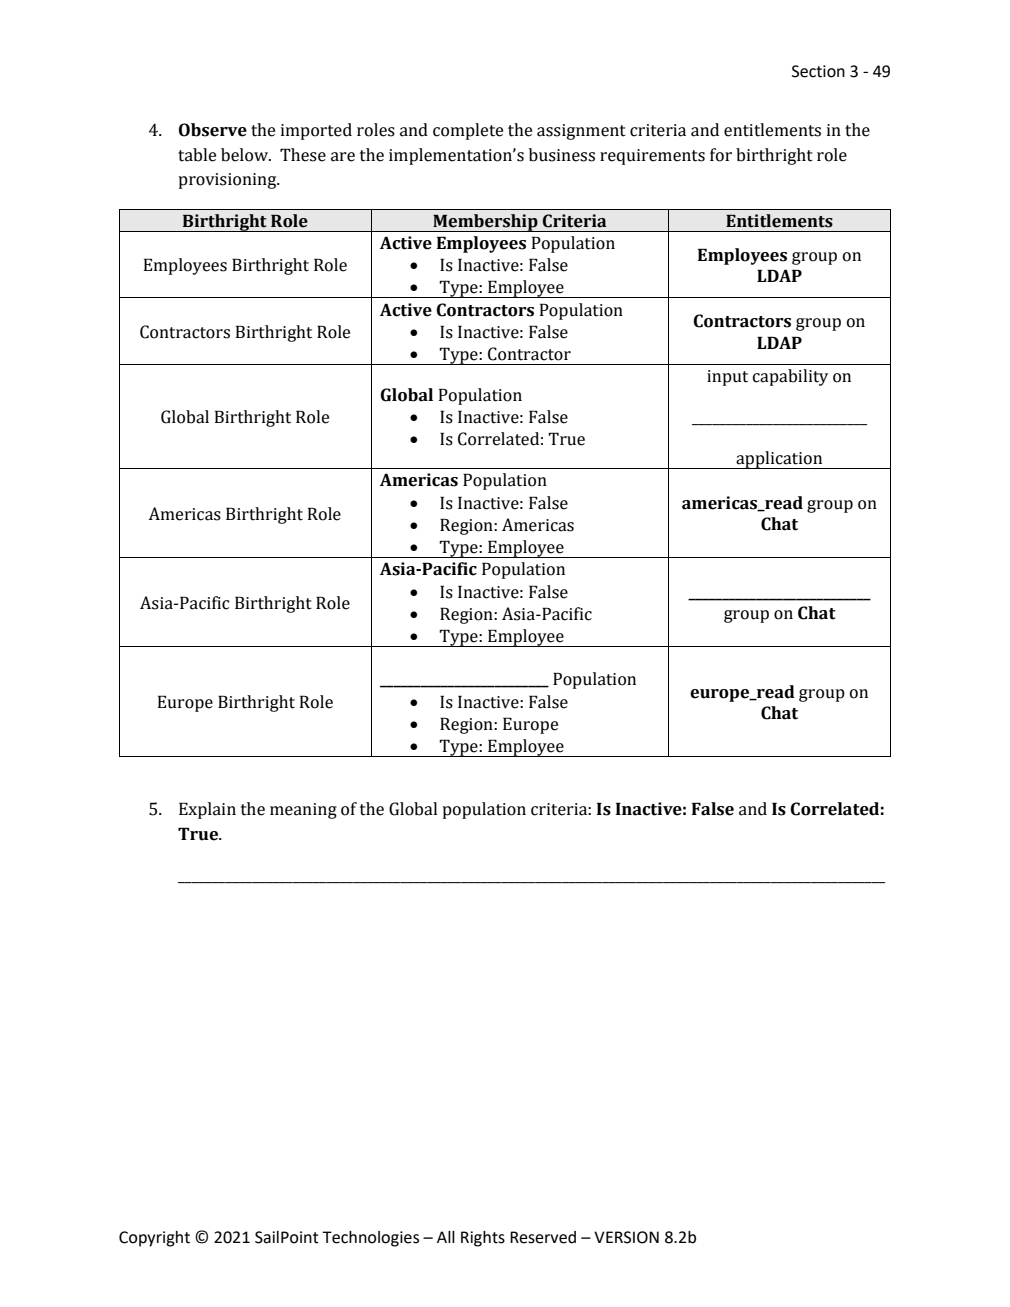 Section 3 - 49
4. Observe the imported roles and complete the assignment criteria and entitlements in the
table below. These are the implementation's business requirements for birthright role
provisioning.
Birthright Role Membership Criteria Entitlements
Employees Birthright Role
Active Employees Population
• Is Inactive: False
• Type: Employee
Employees group on
LDAP
Contractors Birthright Role
Active Contractors Population
• Is Inactive: False
• Type: Contractor
Contractors group on
LDAP
Global Birthright Role
Global Population
• Is Inactive: False
• Is Correlated: True
input capability on
_________________________
application
Americas Birthright Role
Americas Population
• Is Inactive: False
• Region: Americas
• Type: Employee
americas_read group on
Chat
Asia-Pacific Birthright Role
Asia-Pacific Population
• Is Inactive: False
• Region: Asia-Pacific
• Type: Employee
__________________________
group on Chat
Europe Birthright Role
________________________ Population
• Is Inactive: False
• Region: Europe
• Type: Employee
europe_read group on
Chat
5. Explain the meaning of the Global population criteria: Is Inactive: False and Is Correlated:
True.
_____________________________________________________________________________________________________
Copyright © 2021 SailPoint Technologies – All Rights Reserved – VERSION 8.2b